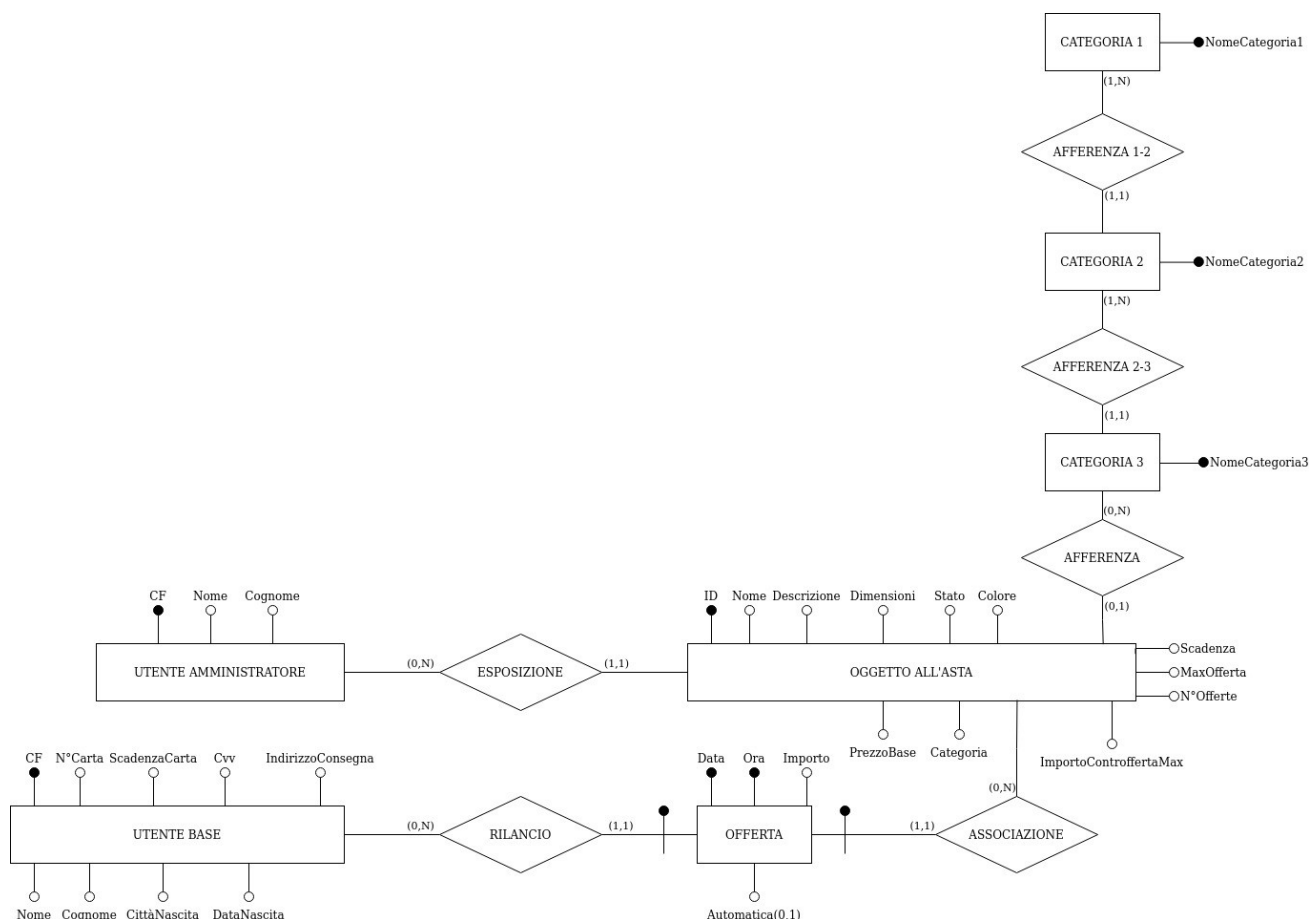 CATEGORIA 1
NomeCategoria1
(1,N)
AFFERENZA 1-2
(1,1)
CATEGORIA 2
NomeCategoria2
(1,N)
AFFERENZA 2-3
(1,1)
CATEGORIA 3
NomeCategoria3
(0,N)
AFFERENZA
(0,1)
CF Nome Cognome
ID Nome Descrizione Dimensioni Stato Colore
UTENTE AMMINISTRATORE
(0,N)
ESPOSIZIONE
(1,1)
OGGETTO ALL'ASTA
Scadenza
MaxOfferta
N°Offerte
PrezzoBase Categoria
ImportoControffertaMax
CF N°Carta ScadenzaCarta Cvv IndirizzoConsegna
Data Ora Importo
(0,N)
UTENTE BASE
(0,N)
RILANCIO
(1,1)
OFFERTA
(1,1)
ASSOCIAZIONE
Nome Cognome CittàNascita DataNascita
Automatica(0,1)